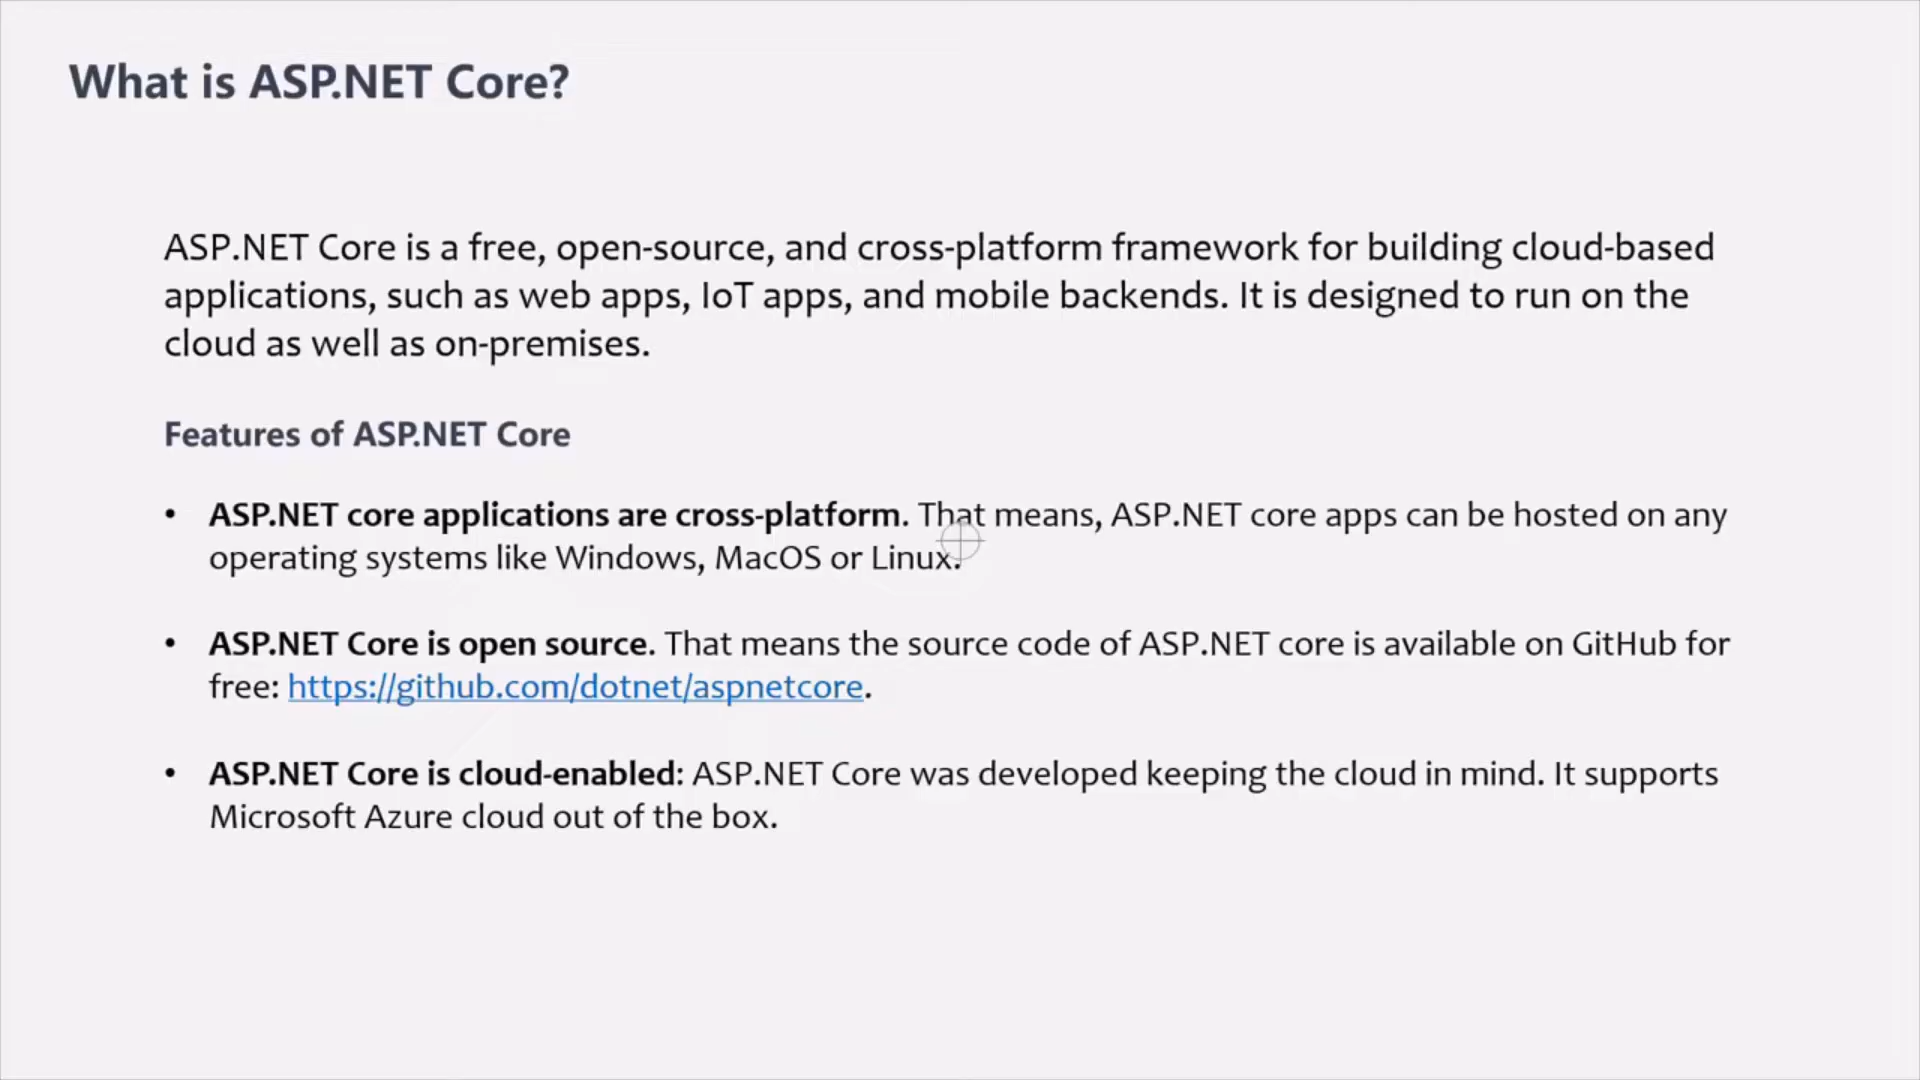 What is ASP.NET Core?
ASP.NET Core is a free, open-source, and cross-platform framework for building cloud-based
applications, such as web apps, IoT apps, and mobile backends. It is designed to run on the
cloud as well as on-premises.
Features of ASP.NET Core
• ASP.NET core applications are cross-platform. That means, ASP.NET core apps can be hosted on any
operating systems like Windows, MacOS or Linux.
• ASP.NET Core is open source. That means the source code of ASP.NET core is available on GitHub for
free: https://github.com/dotnet/aspnetcore.
• ASP.NET Core is cloud-enabled: ASP.NET Core was developed keeping the cloud in mind. It supports
Microsoft Azure cloud out of the box.